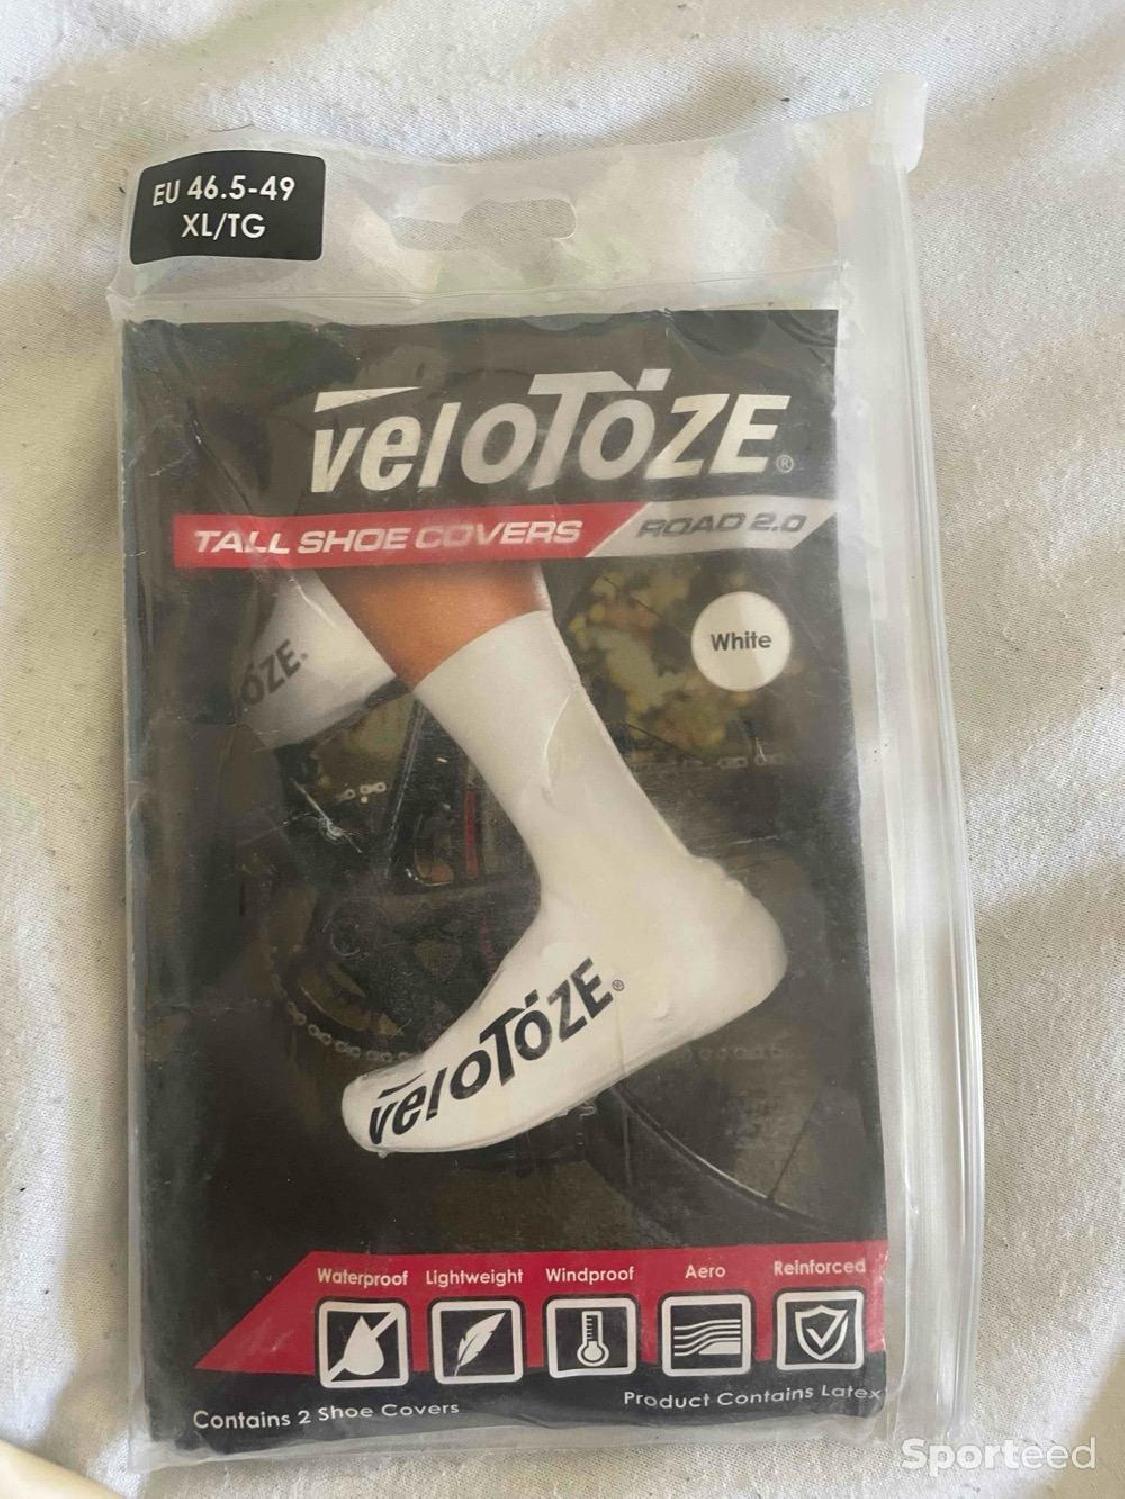 EU 46.5-49
XL/TG
veloToZE®
TALL SHOE COVERS ROAD 2.0
White
oZE®
veloToZE®
Waterproof Lightweight Windproof Aero Reinforced
Contains 2 Shoe Covers
Product Contains Latex
Sporteed